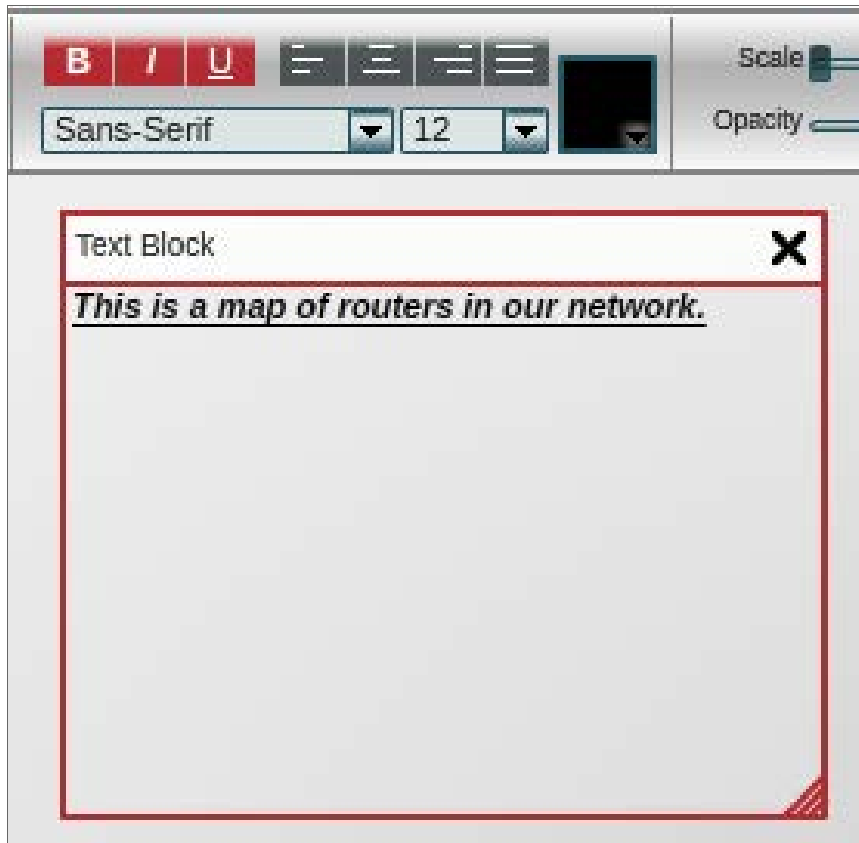 B I U
Scale
Sans-Serif 12
Opacity
Text Block X
This is a map of routers in our network.